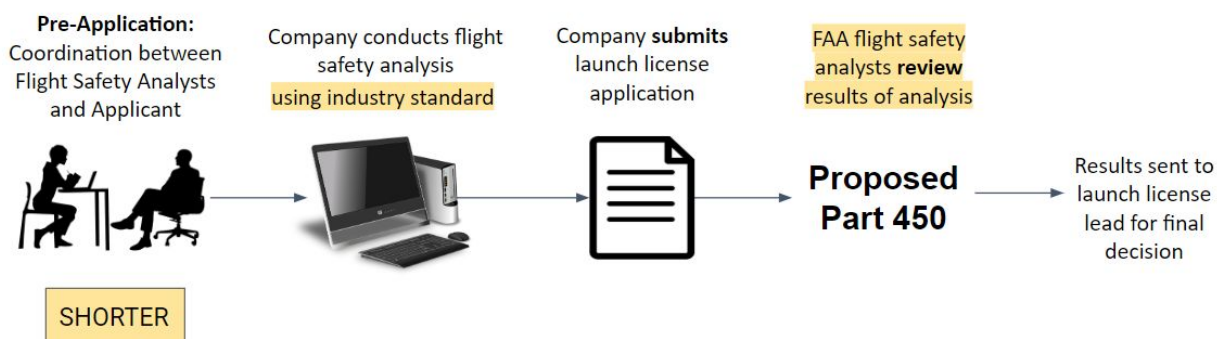 Pre-Application:
Coordination between
Flight Safety Analysts
and Applicant
Company conducts flight
safety analysis
using industry standard
Company submits
launch license
application
FAA flight safety
analysts review
results of analysis
Proposed
Part 450
Results sent to
launch license
lead for final
decision
SHORTER